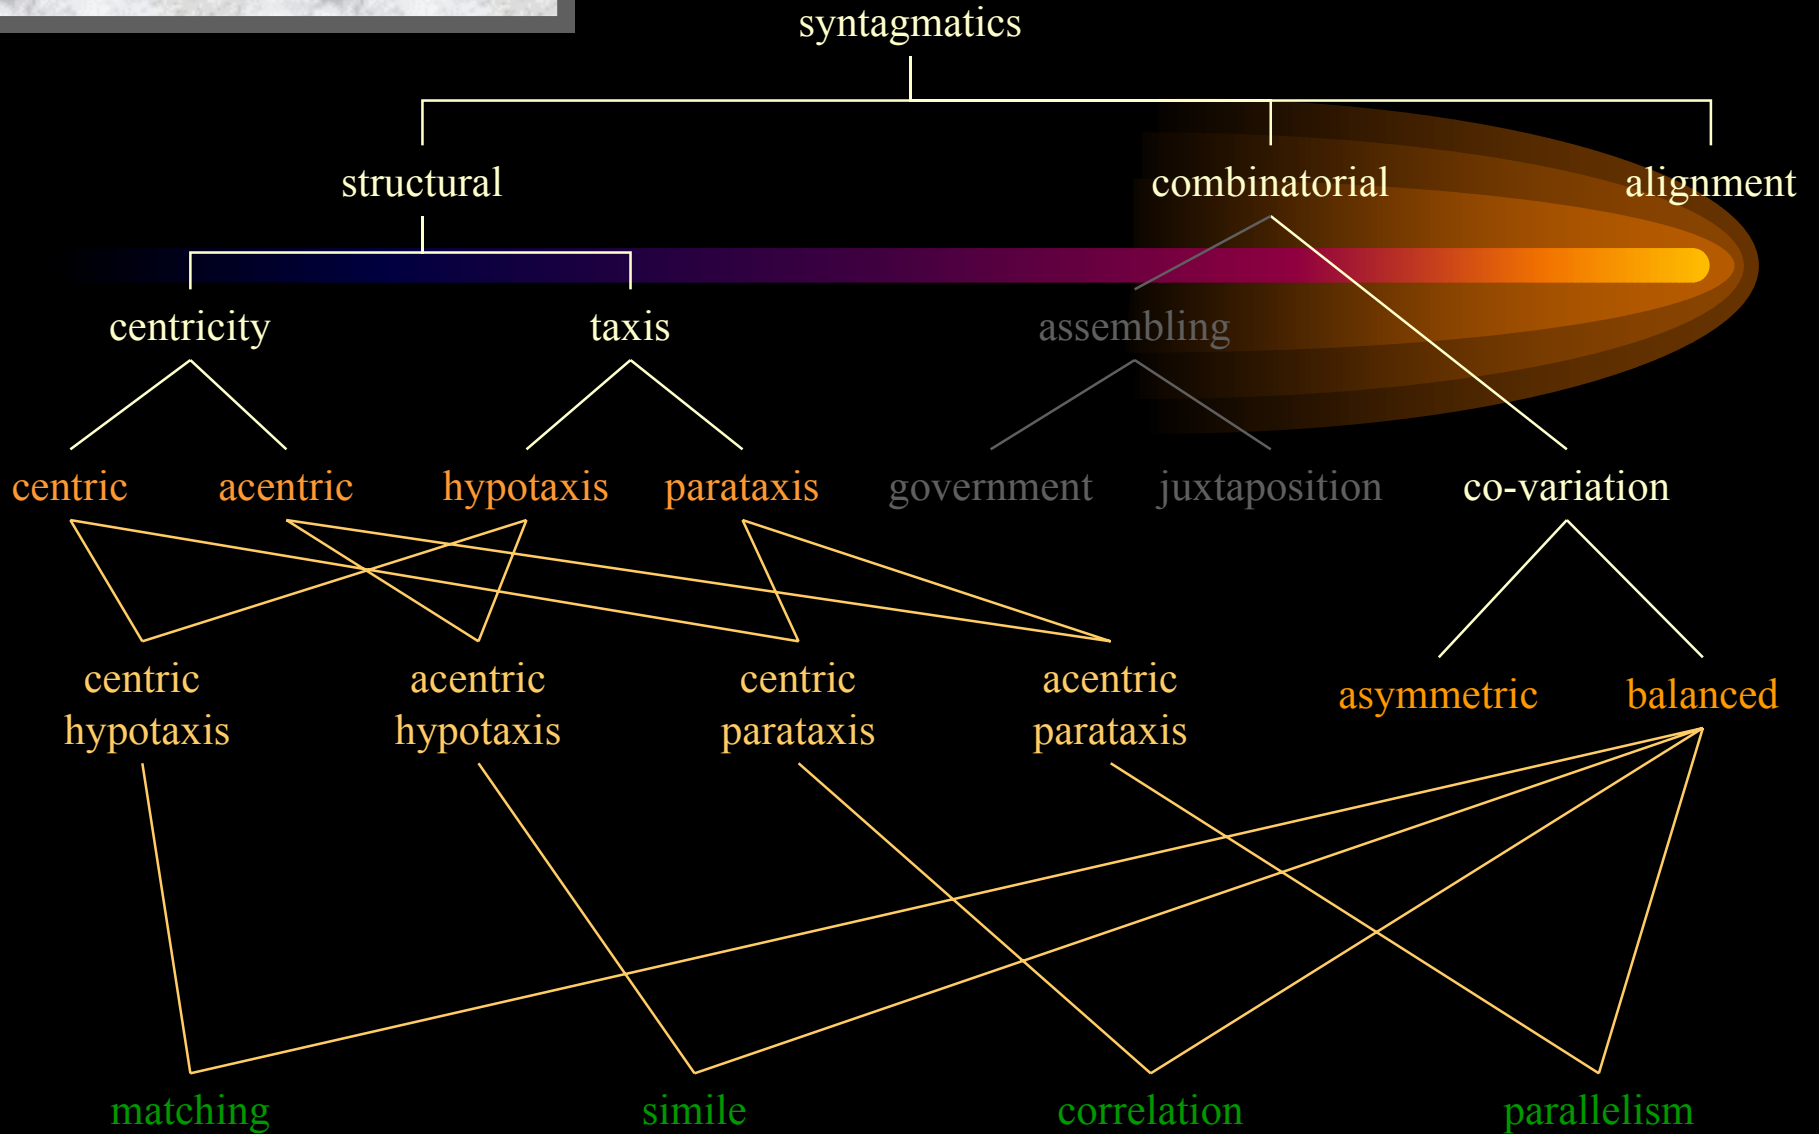 syntagmatics
structural
combinatorial
alignment
centricity
taxis
assembling
centric
acentric
hypotaxis
parataxis
government
juxtaposition
co-variation
centric
hypotaxis
acentric
hypotaxis
centric
parataxis
acentric
parataxis
asymmetric
balanced
matching
simile
correlation
parallelism